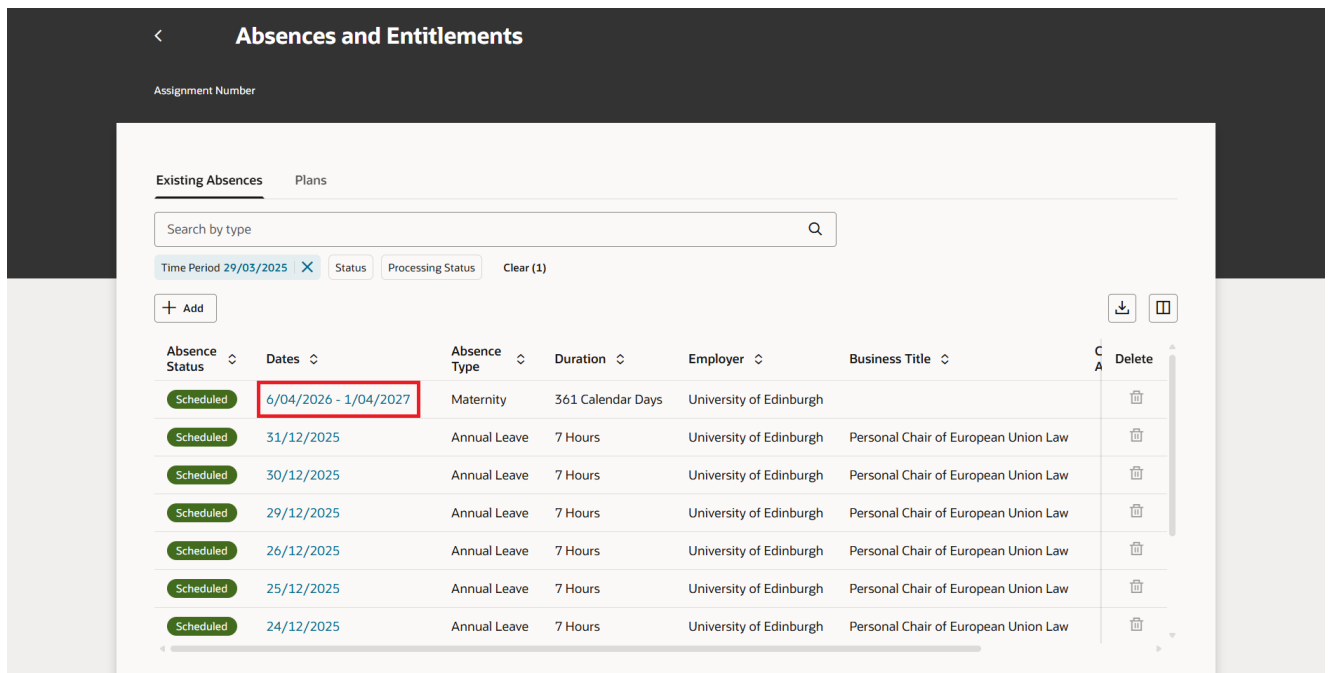 Absences and Entitlements
Assignment Number
Existing Absences Plans
Search by type
Time Period 29/03/2025 Status Processing Status Clear (1)
+ Add
Absence Status Dates Absence Type Duration Employer Business Title Delete
Scheduled 6/04/2026 - 1/04/2027 Maternity 361 Calendar Days University of Edinburgh
Scheduled 31/12/2025 Annual Leave 7 Hours University of Edinburgh Personal Chair of European Union Law
Scheduled 30/12/2025 Annual Leave 7 Hours University of Edinburgh Personal Chair of European Union Law
Scheduled 29/12/2025 Annual Leave 7 Hours University of Edinburgh Personal Chair of European Union Law
Scheduled 26/12/2025 Annual Leave 7 Hours University of Edinburgh Personal Chair of European Union Law
Scheduled 25/12/2025 Annual Leave 7 Hours University of Edinburgh Personal Chair of European Union Law
Scheduled 24/12/2025 Annual Leave 7 Hours University of Edinburgh Personal Chair of European Union Law